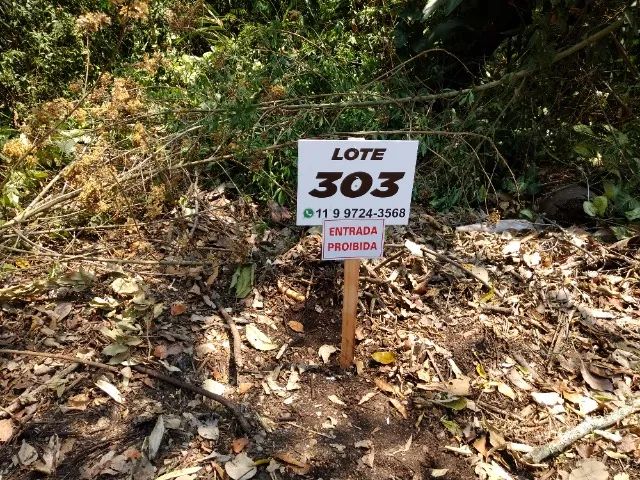 LOTE
303
11 9 9724-3568
ENTRADA
PROIBIDA